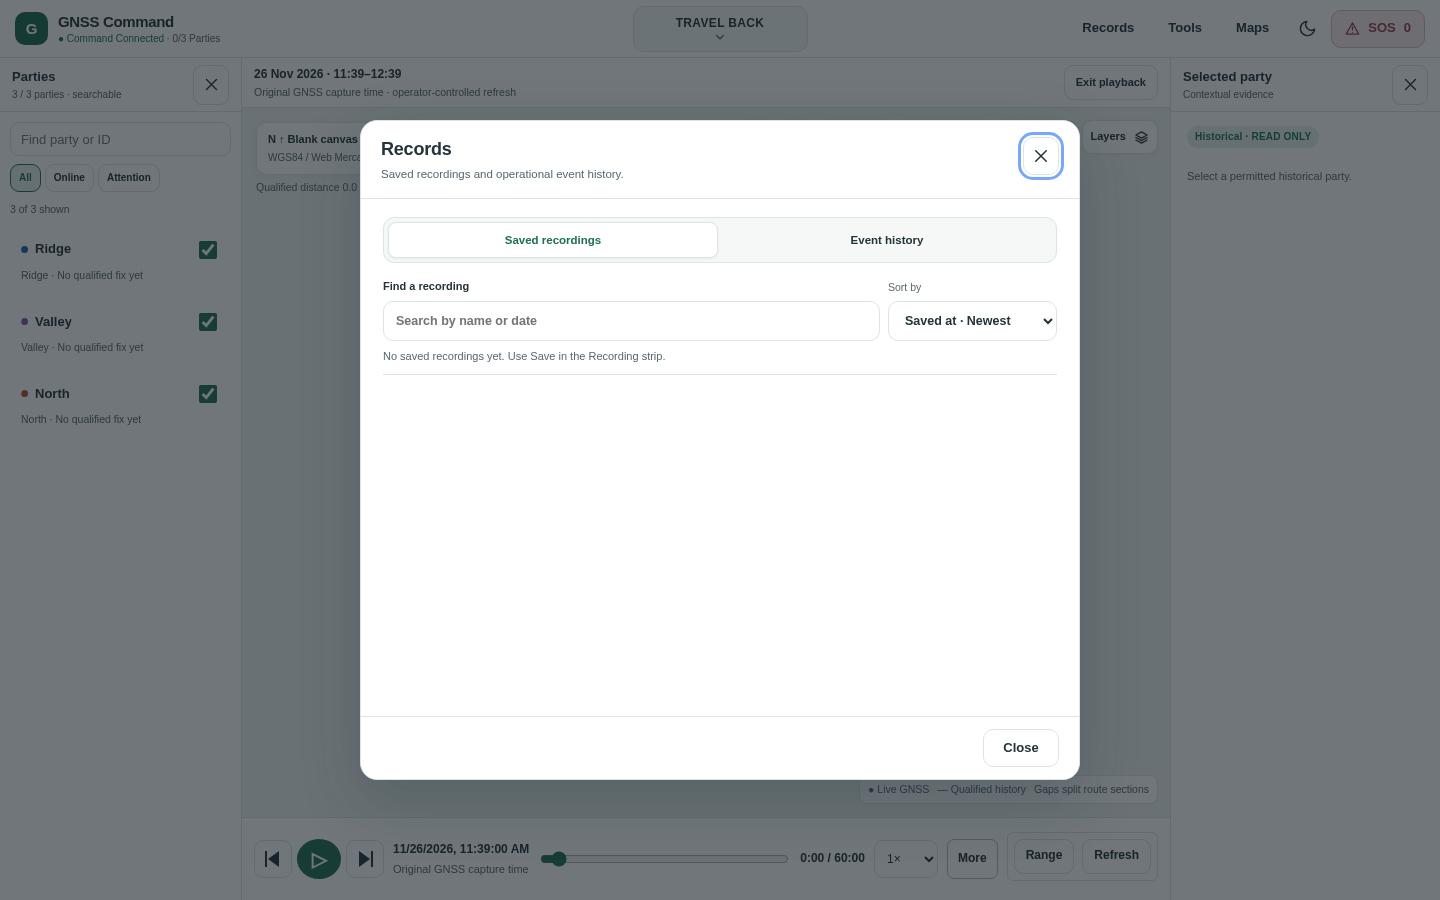 G
GNSS Command
● Command Connected · 0/3 Parties
TRAVEL BACK
Records
Tools
Maps
SOS 0
Parties
3 / 3 parties · searchable
26 Nov 2026 · 11:39–12:39
Original GNSS capture time · operator-controlled refresh
Exit playback
Selected party
Contextual evidence
Find party or ID
All
Online
Attention
3 of 3 shown
Ridge
Ridge · No qualified fix yet
Valley
Valley · No qualified fix yet
North
North · No qualified fix yet
N ↑ Blank canvas
WGS84 / Web Merca
Qualified distance 0.0
Layers
Historical · READ ONLY
Select a permitted historical party.
Records
Saved recordings and operational event history.
Saved recordings
Event history
Find a recording
Sort by
Search by name or date
Saved at · Newest
No saved recordings yet. Use Save in the Recording strip.
Close
● Live GNSS — Qualified history Gaps split route sections
11/26/2026, 11:39:00 AM
Original GNSS capture time
0:00 / 60:00
1×
More
Range
Refresh